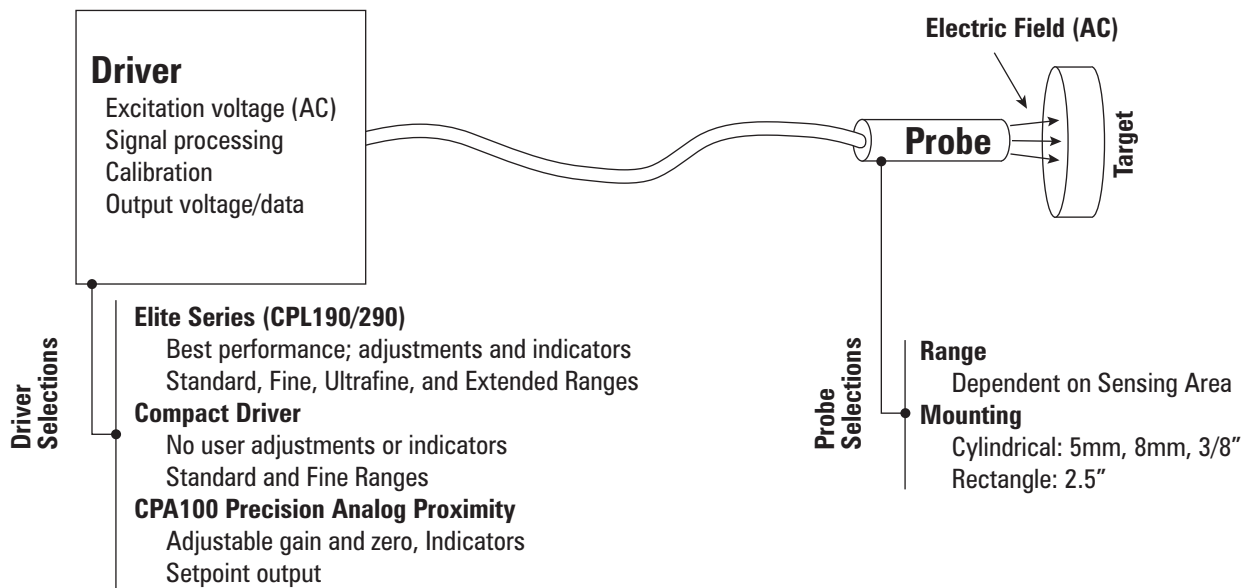 Electric Field (AC)
Driver
Excitation voltage (AC)
Signal processing
Calibration
Output voltage/data
Probe
Target
Driver
Selections
Elite Series (CPL190/290)
Best performance; adjustments and indicators
Standard, Fine, Ultrafine, and Extended Ranges
Compact Driver
No user adjustments or indicators
Standard and Fine Ranges
CPA100 Precision Analog Proximity
Adjustable gain and zero, Indicators
Setpoint output
Probe
Selections
Range
Dependent on Sensing Area
Mounting
Cylindrical: 5mm, 8mm, 3/8”
Rectangle: 2.5”